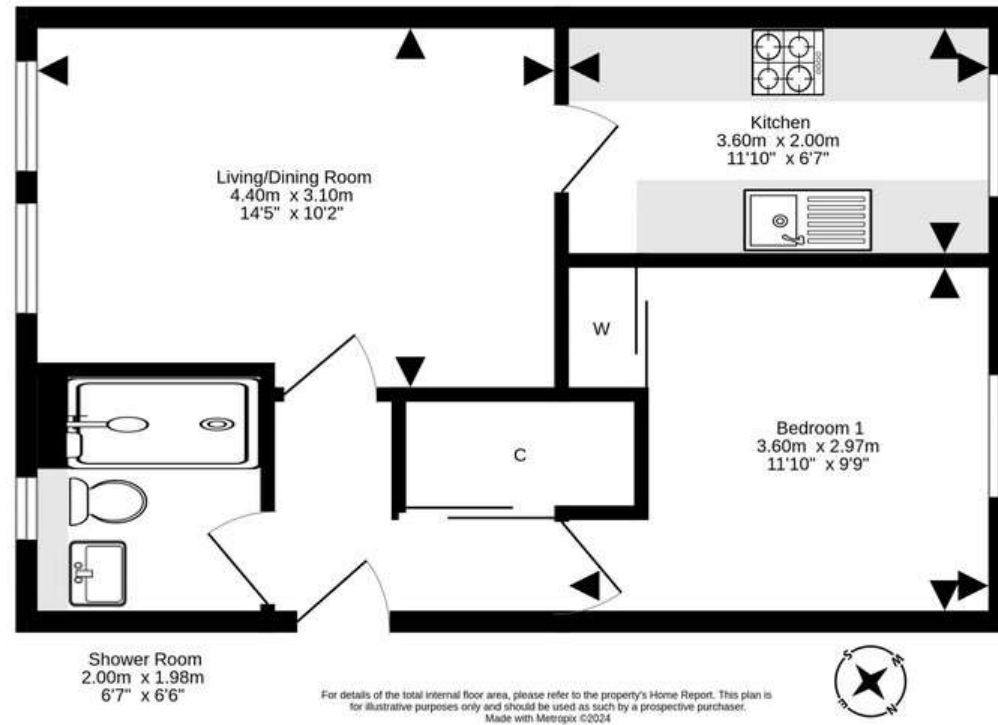 Living/Dining Room
4.40m x 3.10m
14'5" x 10'2"
Kitchen
3.60m x 2.00m
11'10" x 6'7"
W
C
Bedroom 1
3.60m x 2.97m
11'10" x 9'9"
Shower Room
2.00m x 1.98m
6'7" x 6'6"
S
W
E
N
For details of the total internal floor area, please refer to the property's Home Report. This plan is
for illustrative purposes only and should be used as such by a prospective purchaser.
Made with Metropix ©2024